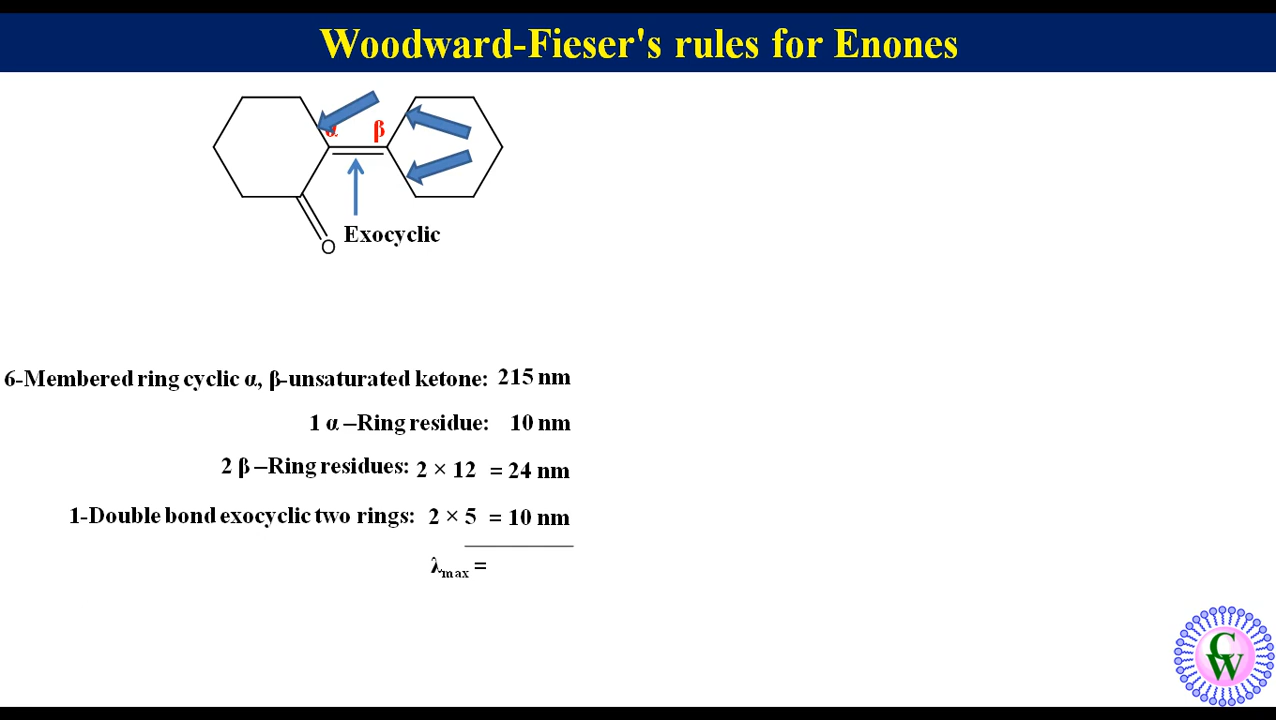 Woodward-Fieser's rules for Enones
α β
Exocyclic
O
6-Membered ring cyclic α, β-unsaturated ketone: 215 nm
1 α –Ring residue: 10 nm
2 β –Ring residues: 2 × 12 = 24 nm
1-Double bond exocyclic two rings: 2 × 5 = 10 nm
λmax =
CW